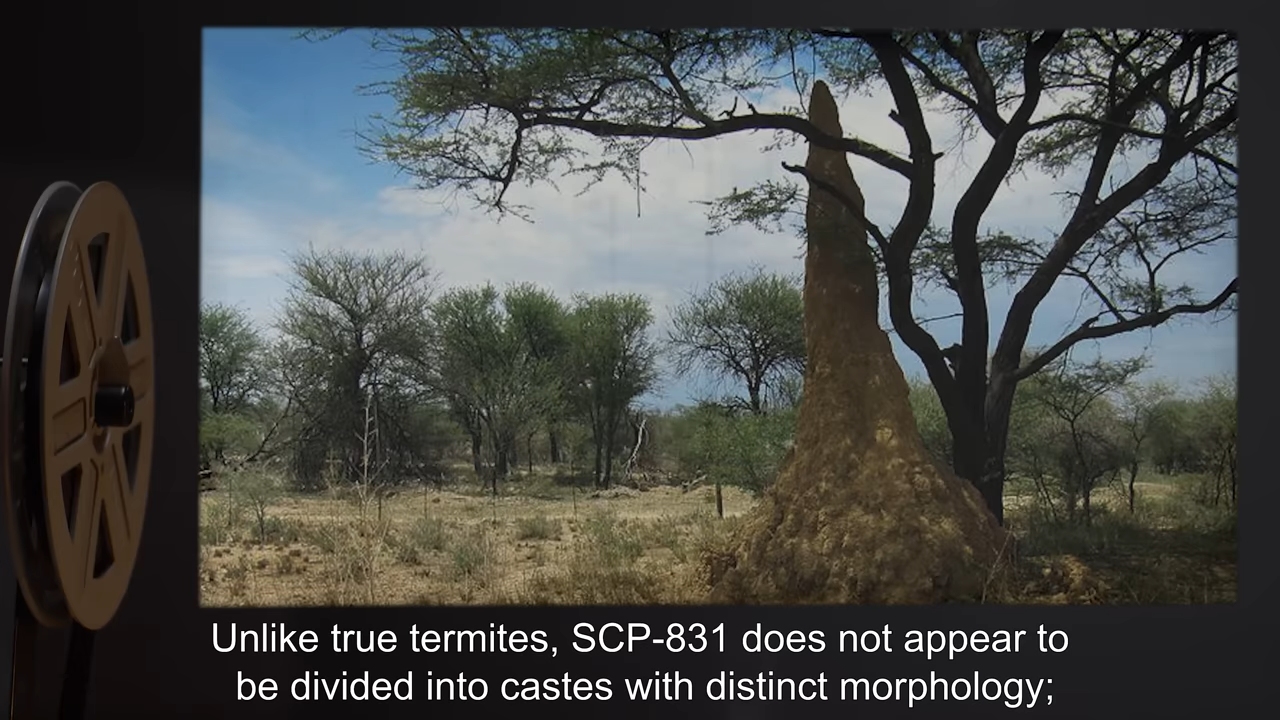 Unlike true termites, SCP-831 does not appear to
be divided into castes with distinct morphology;